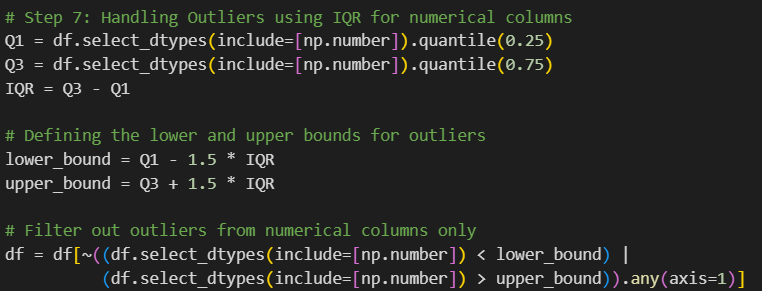 # Step 7: Handling Outliers using IQR for numerical columns
Q1 = df.select_dtypes(include=[np.number]).quantile(0.25)
Q3 = df.select_dtypes(include=[np.number]).quantile(0.75)
IQR = Q3 - Q1
# Defining the lower and upper bounds for outliers
lower_bound = Q1 - 1.5 * IQR
upper_bound = Q3 + 1.5 * IQR
# Filter out outliers from numerical columns only
df = df[~((df.select_dtypes(include=[np.number]) < lower_bound) |
(df.select_dtypes(include=[np.number]) > upper_bound)).any(axis=1)]